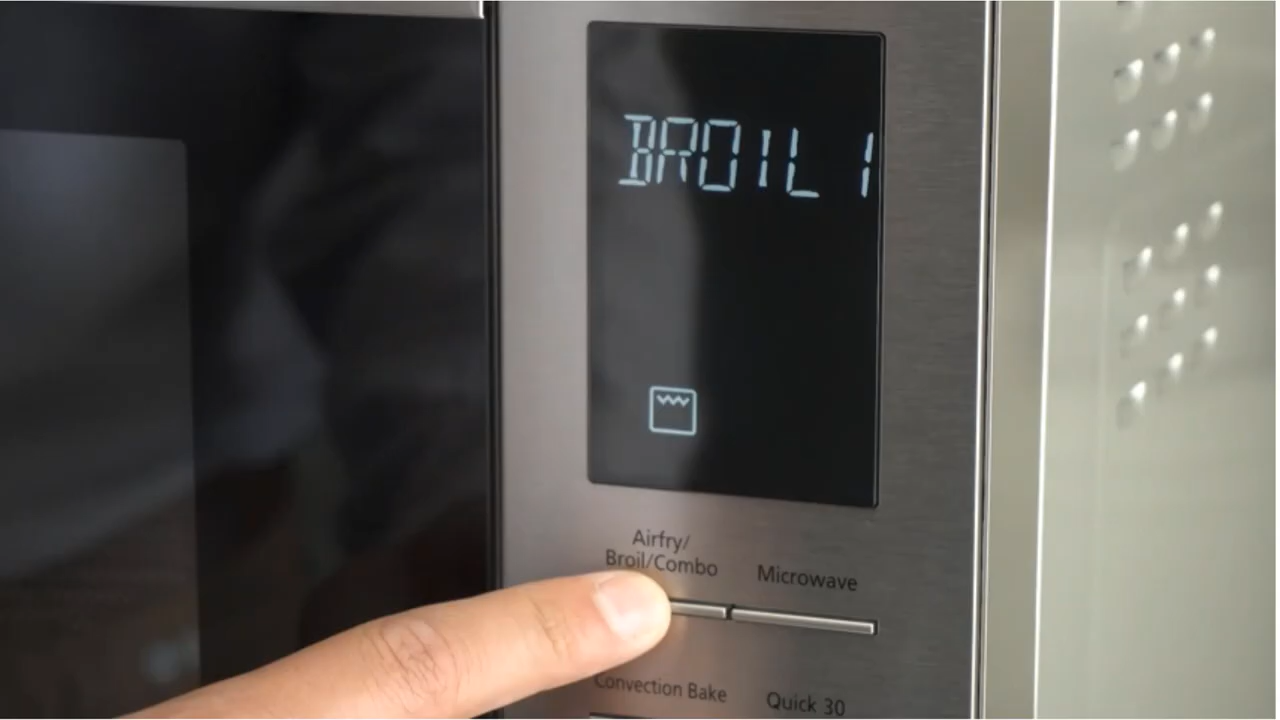 BROIL 1
Airfry/
Broil/Combo
Microwave
Convection Bake
Quick 30